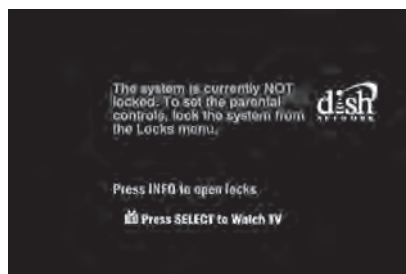 The system is currently NOT
locked. To set the parental
controls, lock the system from
the Locks menu.
dish
NETWORK
Press INFO to open locks
Press SELECT to Watch TV